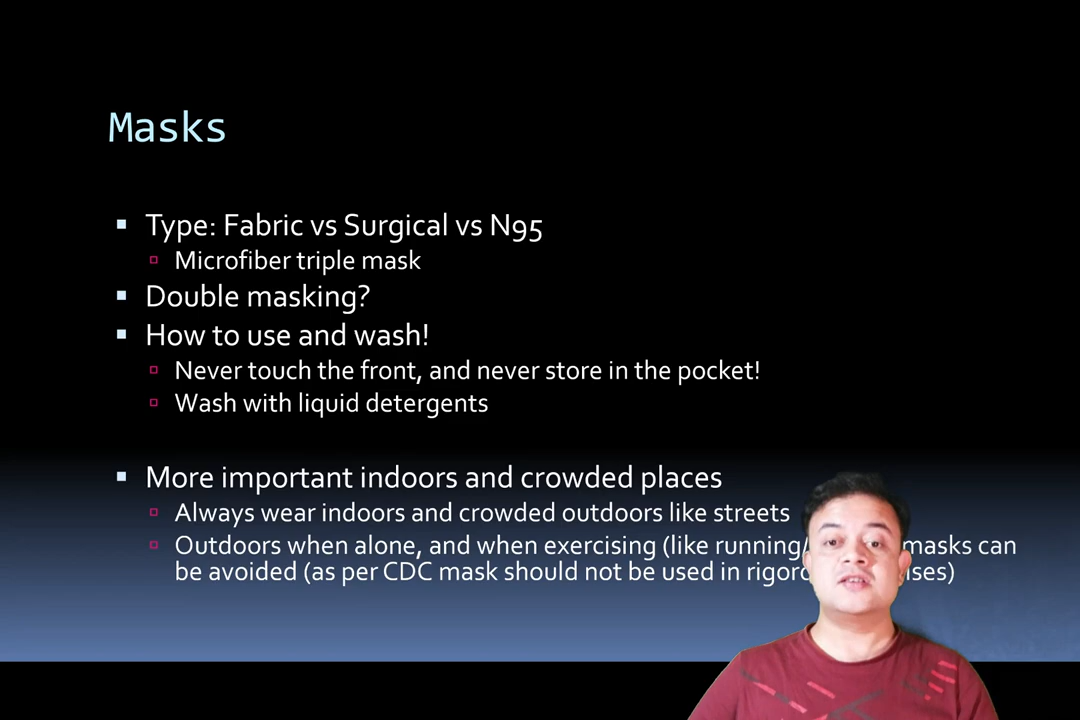 Masks
Type: Fabric vs Surgical vs N95
Microfiber triple mask
Double masking?
How to use and wash!
Never touch the front, and never store in the pocket!
Wash with liquid detergents
More important indoors and crowded places
Always wear indoors and crowded outdoors like streets
Outdoors when alone, and when exercising (like running/ masks can
be avoided (as per CDC mask should not be used in